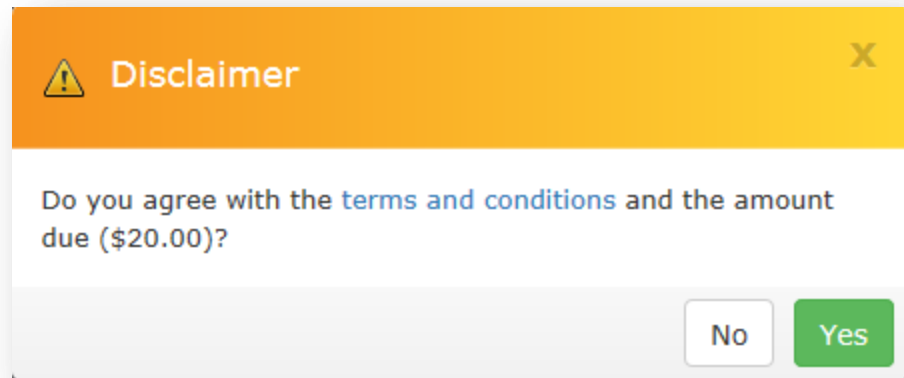 Disclaimer
x
Do you agree with the terms and conditions and the amount
due ($20.00)?
No
Yes